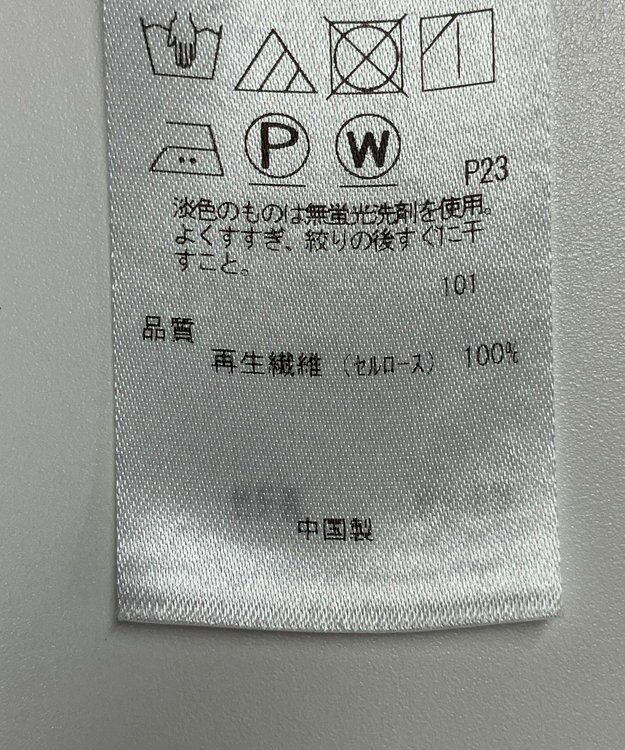 P W P23
淡色のものは無蛍光洗剤を使用。
よくすすぎ、絞りの後すぐに干
すこと。
101
品質
再生繊維 (セルロース) 100%
中国製